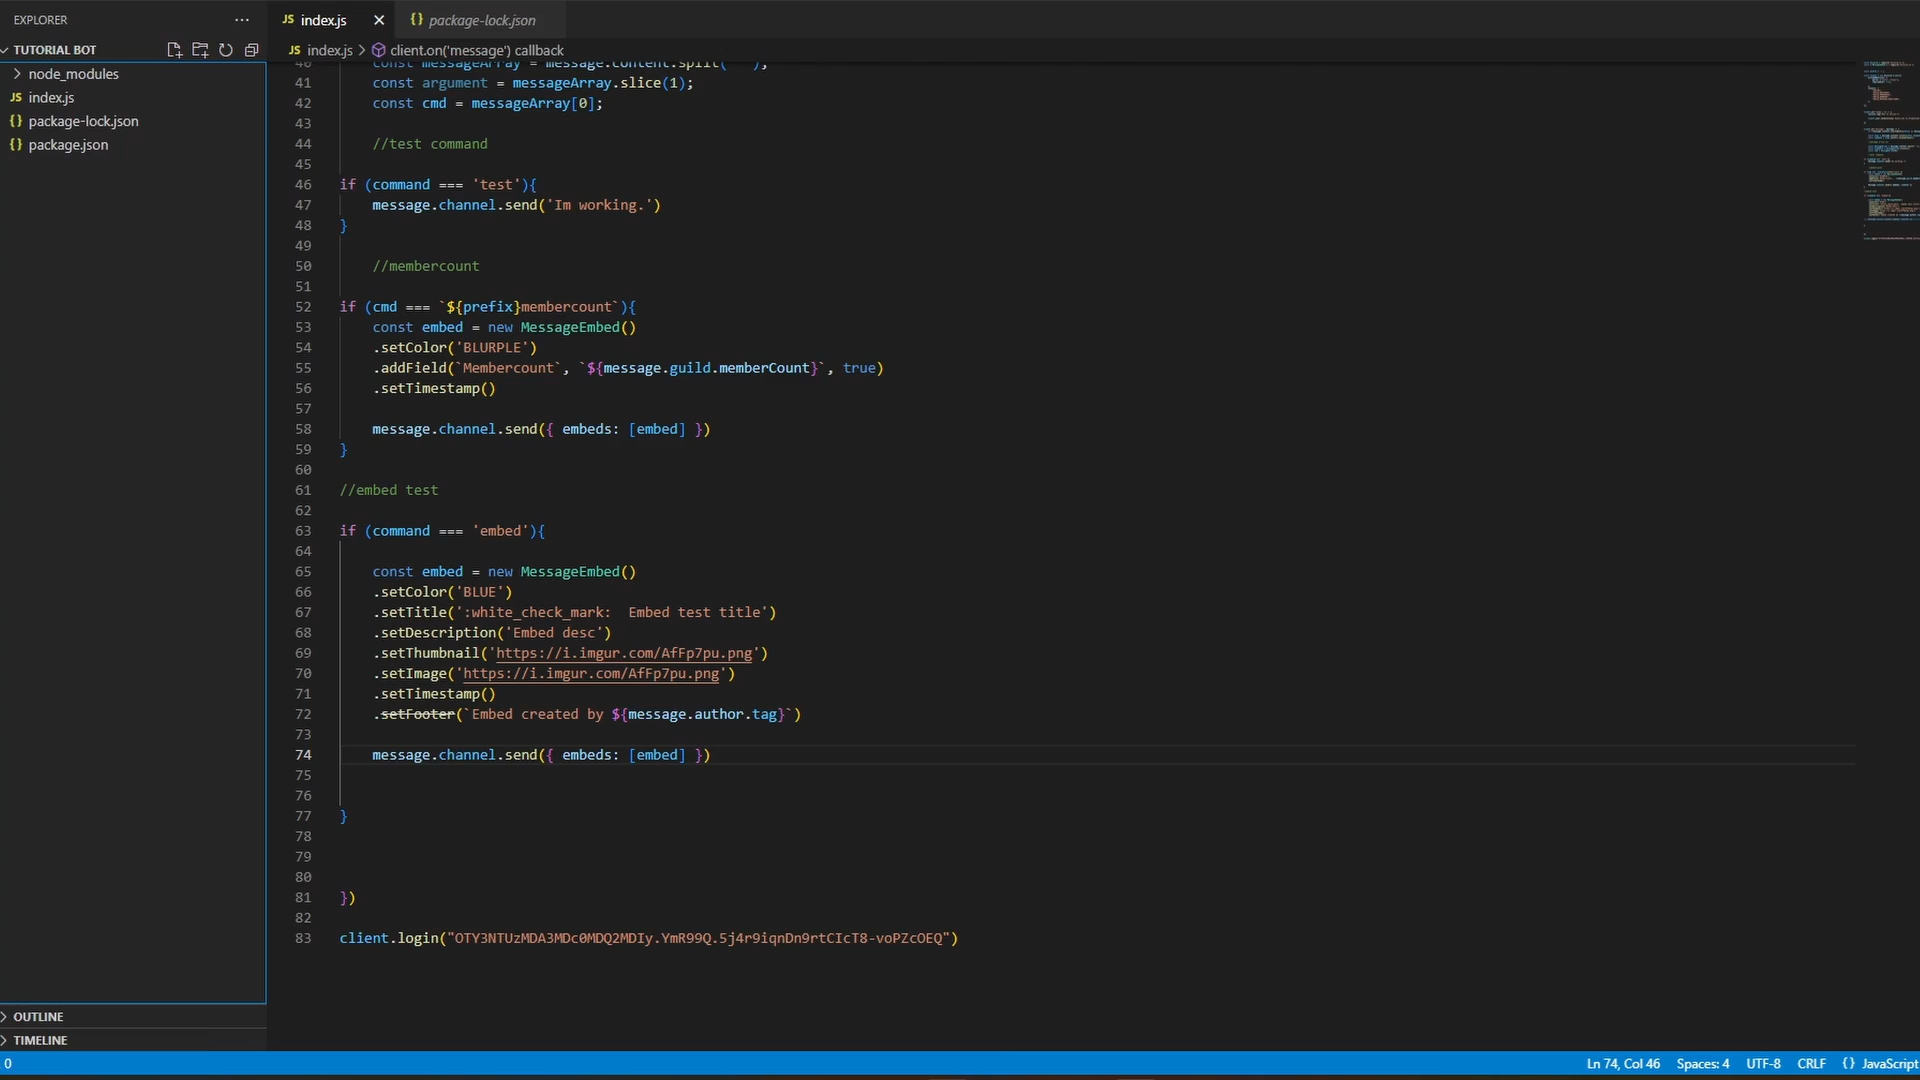 EXPLORER
TUTORIAL BOT
node_modules
JS index.js
{} package-lock.json
{} package.json
OUTLINE
TIMELINE
JS index.js
{} package-lock.json
JS index.js > client.on('message') callback
40 const messageArray = message.content.split(" ");
41 const argument = messageArray.slice(1);
42 const cmd = messageArray[0];
43
44 //test command
45
46 if (command === 'test'){
47 message.channel.send('Im working.')
48 }
49
50 //membercount
51
52 if (cmd === `${prefix}membercount`){
53 const embed = new MessageEmbed()
54 .setColor('BLURPLE')
55 .addField(`Membercount`, `${message.guild.memberCount}`, true)
56 .setTimestamp()
57
58 message.channel.send({ embeds: [embed] })
59 }
60
61 //embed test
62
63 if (command === 'embed'){
64
65 const embed = new MessageEmbed()
66 .setColor('BLUE')
67 .setTitle(':white_check_mark:  Embed test title')
68 .setDescription('Embed desc')
69 .setThumbnail('https://i.imgur.com/AfFp7pu.png')
70 .setImage('https://i.imgur.com/AfFp7pu.png')
71 .setTimestamp()
72 .setFooter(`Embed created by ${message.author.tag}`)
73
74 message.channel.send({ embeds: [embed] })
75
76
77 }
78
79
80
81 })
82
83 client.login("OTY3NTUzMDA3MDc0MDQ2MDIy.YmR99Q.5j4r9iqnDn9rtCIcT8-voPZcOEQ")
0
Ln 74, Col 46
Spaces: 4
UTF-8
CRLF
{} JavaScript